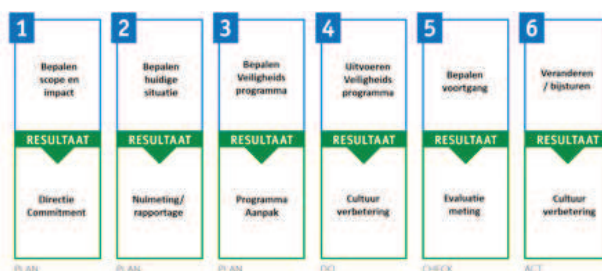 1
Bepalen
scope en
impact
RESULTAAT
Directie
Commitment
PLAN
2
Bepalen
huidige
situatie
RESULTAAT
Nulmeting/
rapportage
PLAN
3
Bepalen
Veiligheids
programma
RESULTAAT
Programma
Aanpak
PLAN
4
Uitvoeren
Veiligheids
programma
RESULTAAT
Cultuur
verbetering
DO
5
Bepalen
voortgang
RESULTAAT
Evaluatie
meting
CHECK
6
Veranderen
/ bijsturen
RESULTAAT
Cultuur
verbetering
ACT